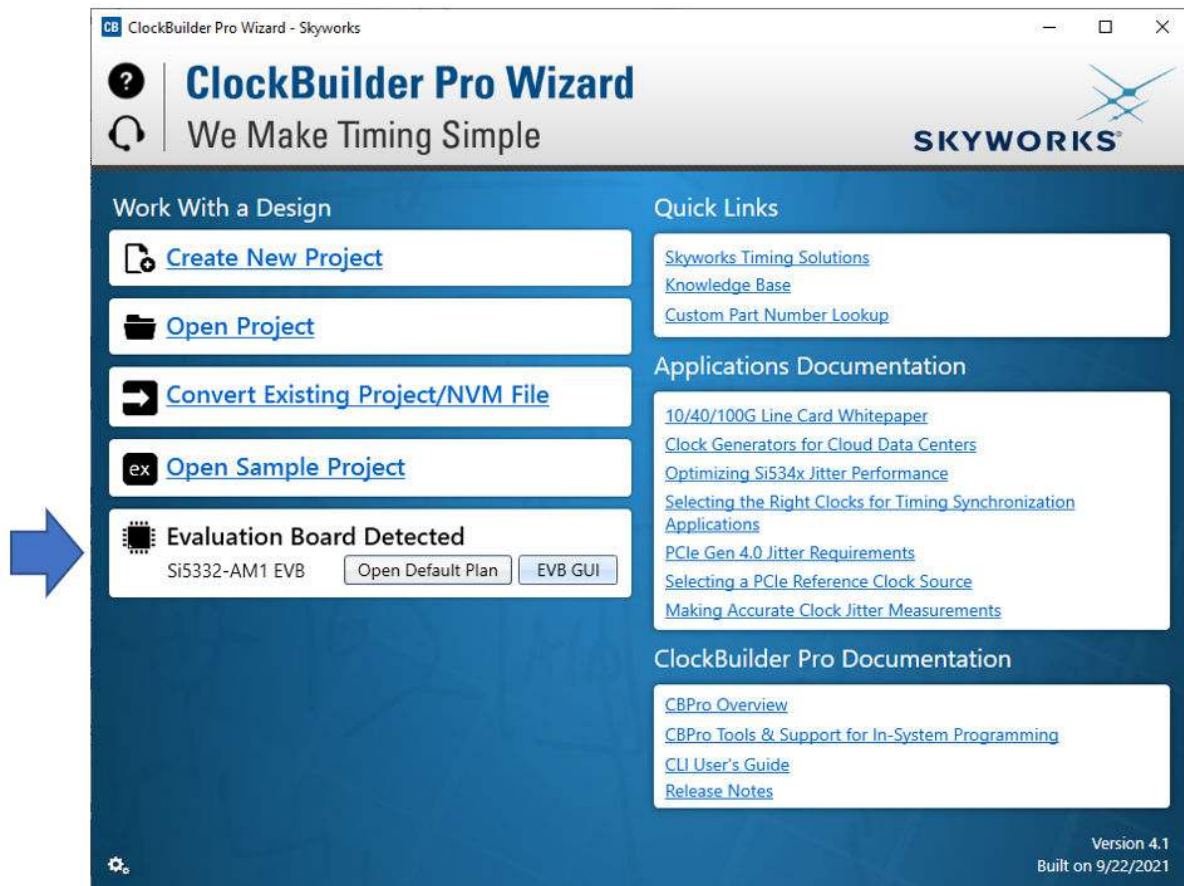 CB ClockBuilder Pro Wizard - Skyworks
? ClockBuilder Pro Wizard
We Make Timing Simple
SKYWORKS®
Work With a Design
Create New Project
Open Project
Convert Existing Project/NVM File
ex Open Sample Project
Evaluation Board Detected
Si5332-AM1 EVB Open Default Plan EVB GUI
Quick Links
Skyworks Timing Solutions
Knowledge Base
Custom Part Number Lookup
Applications Documentation
10/40/100G Line Card Whitepaper
Clock Generators for Cloud Data Centers
Optimizing Si534x Jitter Performance
Selecting the Right Clocks for Timing Synchronization
Applications
PCIe Gen 4.0 Jitter Requirements
Selecting a PCIe Reference Clock Source
Making Accurate Clock Jitter Measurements
ClockBuilder Pro Documentation
CBPro Overview
CBPro Tools & Support for In-System Programming
CLI User's Guide
Release Notes
Version 4.1
Built on 9/22/2021